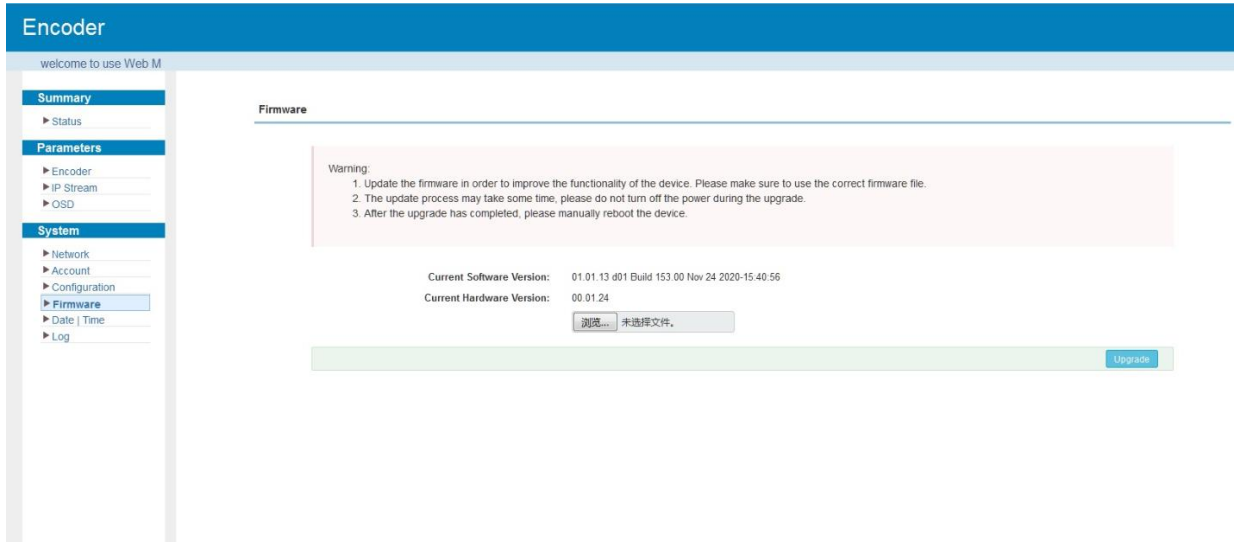 Encoder
welcome to use Web M
Summary
Status
Parameters
Encoder
IP Stream
OSD
System
Network
Account
Configuration
Firmware
Date | Time
Log
Firmware
Warning:
1. Update the firmware in order to improve the functionality of the device. Please make sure to use the correct firmware file.
2. The update process may take some time, please do not turn off the power during the upgrade.
3. After the upgrade has completed, please manually reboot the device.
Current Software Version: 01.01.13 d01 Build 153.00 Nov 24 2020-15:40:56
Current Hardware Version: 00.01.24
浏览... 未选择文件。
Upgrade